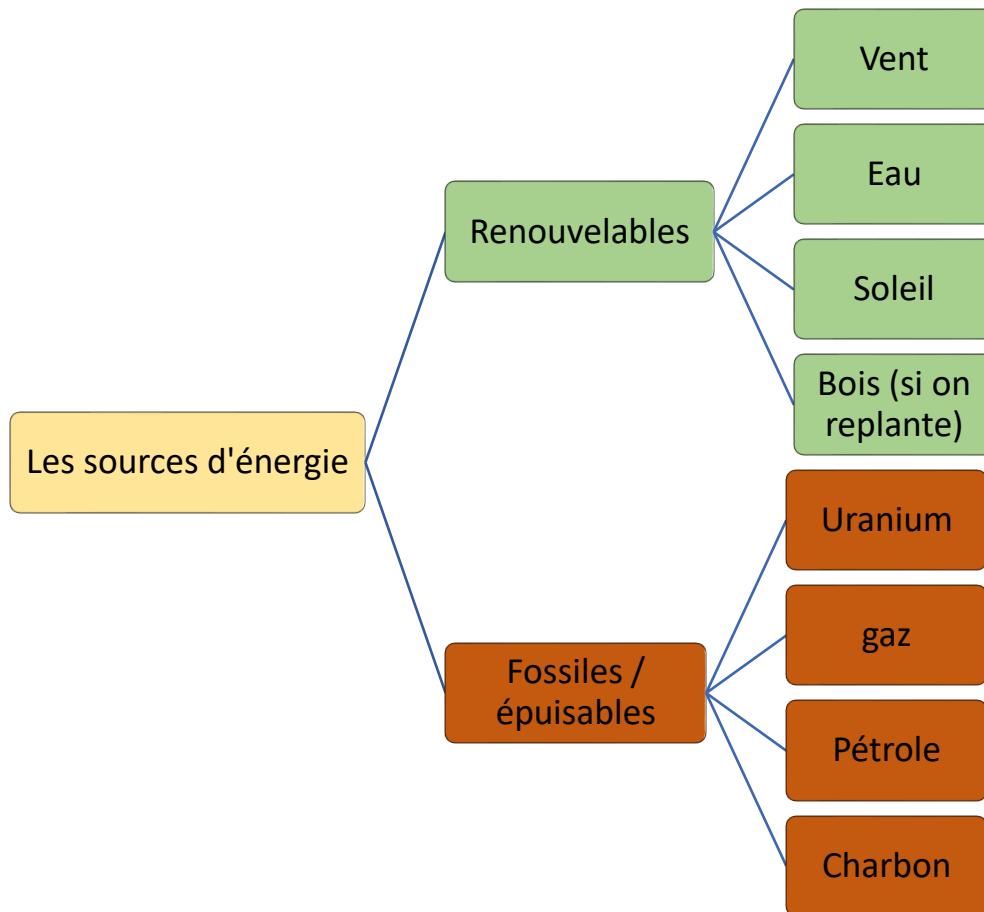 Les sources d'énergie
Renouvelables
Vent
Eau
Soleil
Bois (si on
replante)
Fossiles /
épuisables
Uranium
gaz
Pétrole
Charbon